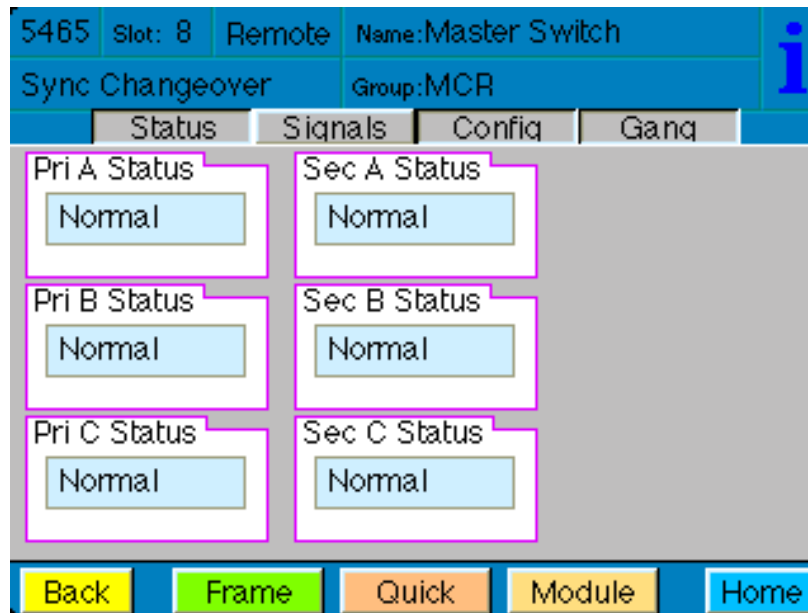 5465 Slot: 8 Remote Name:Master Switch
Sync Changeover Group:MCR
i
Status Signals Config Gang
Pri A Status Sec A Status
Normal Normal
Pri B Status Sec B Status
Normal Normal
Pri C Status Sec C Status
Normal Normal
Back Frame Quick Module Home